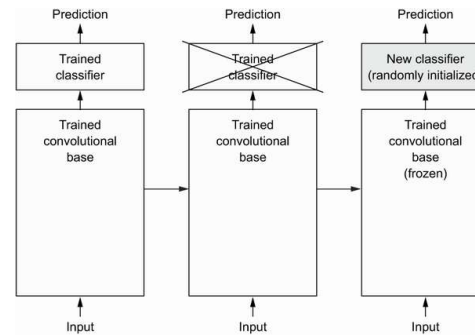 Prediction
Trained
classifier
Trained
convolutional
base
Input
Prediction
Trained
classifier
Trained
convolutional
base
Input
Prediction
New classifier
(randomly initialized)
Trained
convolutional
base
(frozen)
Input